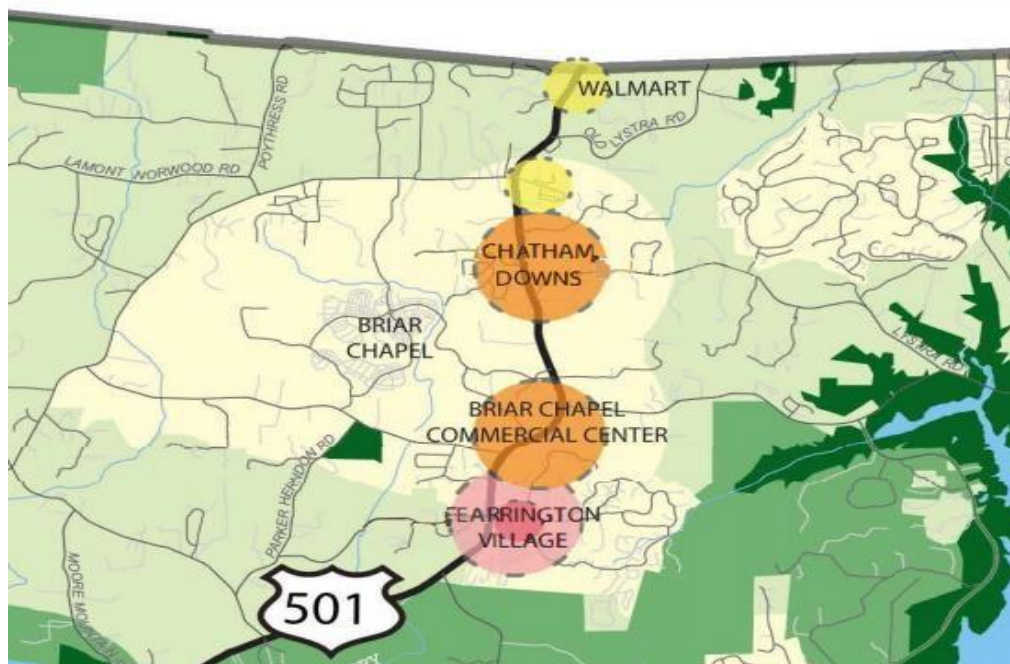 WALMART
POYTHRESS RD
OLD
LYSTRA RD
LAMONT NORWOOD RD
CHATHAM
DOWNS
BRIAR
CHAPEL
LYSTRA RD
BRIAR CHAPEL
COMMERCIAL CENTER
PARKER HERNDON RD
FEARRINGTON
VILLAGE
MOORE MOUNTAIN
501